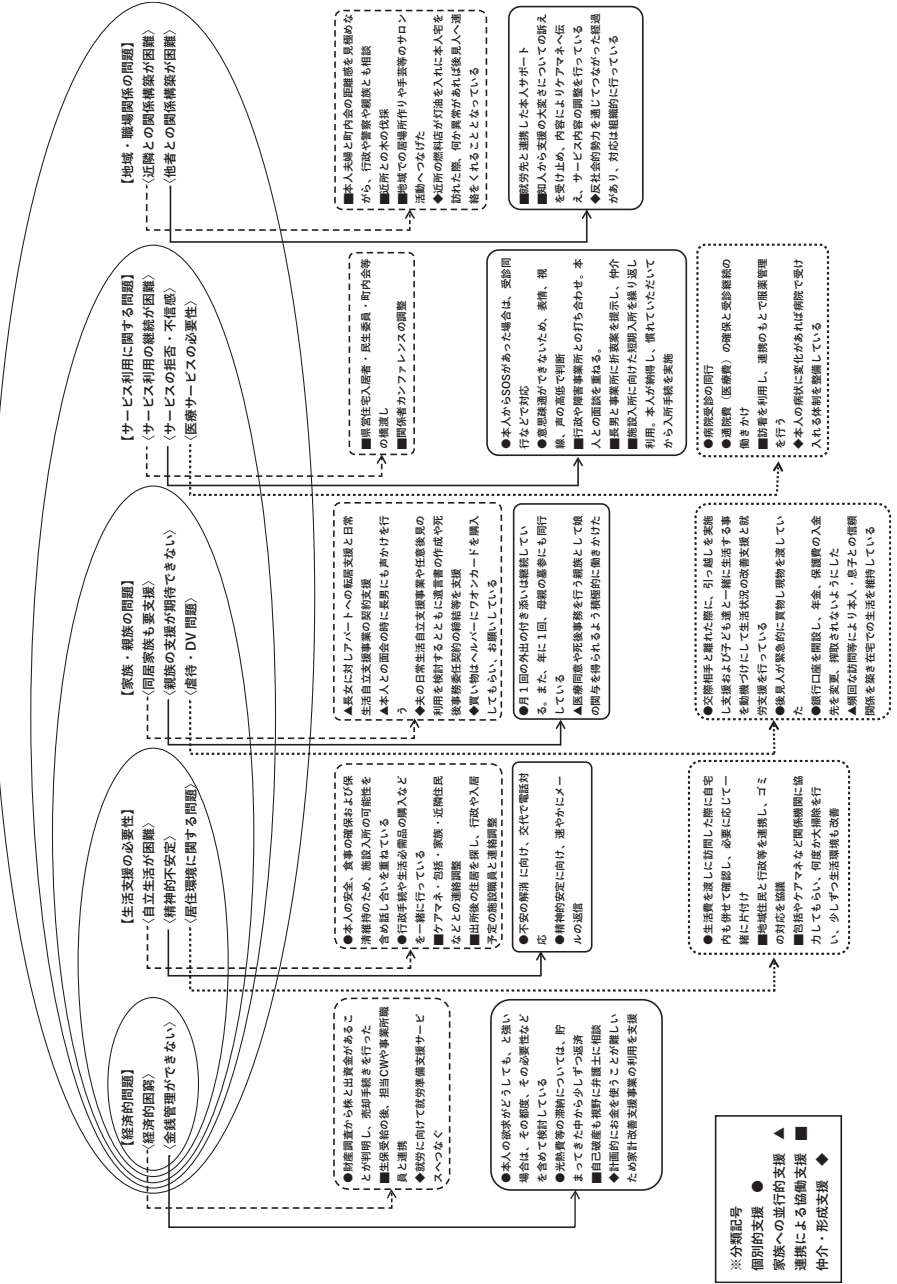 【経済的問題】
〈経済的困窮〉
〈金銭管理ができない〉
【生活支援の必要性】
〈自立生活が困難〉
〈精神的不安定〉
〈居住環境に関する問題〉
【家族・親族の問題】
〈同居家族も要支援〉
〈親族の支援が期待できない〉
〈虐待・DV 問題〉
【サービス利用に関する問題】
〈サービス利用の継続が困難〉
〈サービスの拒否・不信感〉
〈医療サービスの必要性〉
【地域・職場関係の問題】
〈近隣との関係構築が困難〉
〈他者との関係構築が困難〉
●財産調査から株と出資金があるこ
とが判明し、売却手続きを行った
■生保受給の後、担当CWや事業所職
員と連携
◆就労に向けて就労準備支援サービ
スへつなぐ
●本人の欲求がどうしても、と強い
場合は、その都度、その必要性など
を含めて検討している
●光熱費等の滞納については、貯
まってきた中から少しずつ返済
■自己破産も視野に弁護士に相談
◆計画的にお金を使うことが難しい
ため家計改善支援事業の利用を支援
●本人の安全、食事の確保および保
清維持のため、施設入所の可能性を
含め話し合いを重ねている
●行政手続や生活必需品の購入など
を一緒に行っている
■ケアマネ・包括・家族・近隣住民
などとの連絡調整
■出所後の住居を探し、行政や入居
予定の施設職員と連絡調整
●不安の解消 に向け、交代で電話対
応
●精神的安定に向け、速やかにメー
ルの返信
●生活費を渡しに訪問した際に自宅
内も併せて確認し、必要に応じて一
緒に片付け
■地域住民と行政等を連携し、ゴミ
の対応を協議
■包括やケアマネなど関係機関に協
力してもらい、何度か大掃除を行
い、少しずつ生活環境も改善
▲長女に対しアパートへの転居支援と日常
生活自立支援事業の契約支援
▲本人との面会の時に長男にも声かけを行
う
◆夫の日常生活自立支援事業や任意後見の
利用を検討するとともに遺言書の作成や死
後事務委任契約の締結等を支援
◆買い物はヘルパーにワオンカードを購入
してもらい、お願いしている
●月１回の外出の付き添いは継続してい
る。また、年に１回、母親の墓参にも同行
している
▲医療同意や死後事務を行う親族として娘
の関与を得られるよう積極的に働きかけた
●交際相手と離れた際に、引っ越しを実施
し支援および子ども達と一緒に生活する事
を動機づけにして生活状況の改善支援と就
労支援を行っている
●後見人が緊急的に買物し現物を渡してい
た
●銀行口座を開設し、年金、保護費の入金
先を変更、搾取されないようにした
▲頻回な訪問等により本人・息子との信頼
関係を築き在宅での生活を維持している
■県営住宅入居者・民生委員・町内会等
の橋渡し
■関係者カンファレンスの調整
●本人からSOSがあった場合は、受診同
行などで対応
●意思疎通ができないため、表情、視
線、声の高低で判断
■行政や障害事業所との打ち合わせ。本
人との面談を重ねる。
■長男と事業所に折衷案を提示し、仲介
■施設入所に向けた短期入所を繰り返し
利用。本人が納得し、慣れていただいて
から入所手続を実施
●病院受診の同行
●通院費（医療費）の確保と受診継続の
働きかけ
■訪看を利用し、連携のもとで服薬管理
を行う
◆本人の病状に変化があれば病院で受け
入れる体制を整備している
■本人夫婦と町内会の距離感を見極めな
がら、行政や警察や親族とも相談
■近所との木の伐採
■地域での居場所作りや手芸等のサロン
活動へつなげた
◆近所の燃料店が灯油を入れに本人宅を
訪れた際、何か異常があれば後見人へ連
絡をくれることとなっている
■就労先と連携した本人サポート
■知人から支援の大変さについての訴え
を受け止め、内容によりケアマネへ伝
え、サービス内容の調整を行っている
◆反社会的勢力を通じてつながった経過
があり、対応は組織的に行っている
※分類記号
個別的支援 ●
家族への並行的支援 ▲
連携による協働支援 ■
仲介・形成支援 ◆